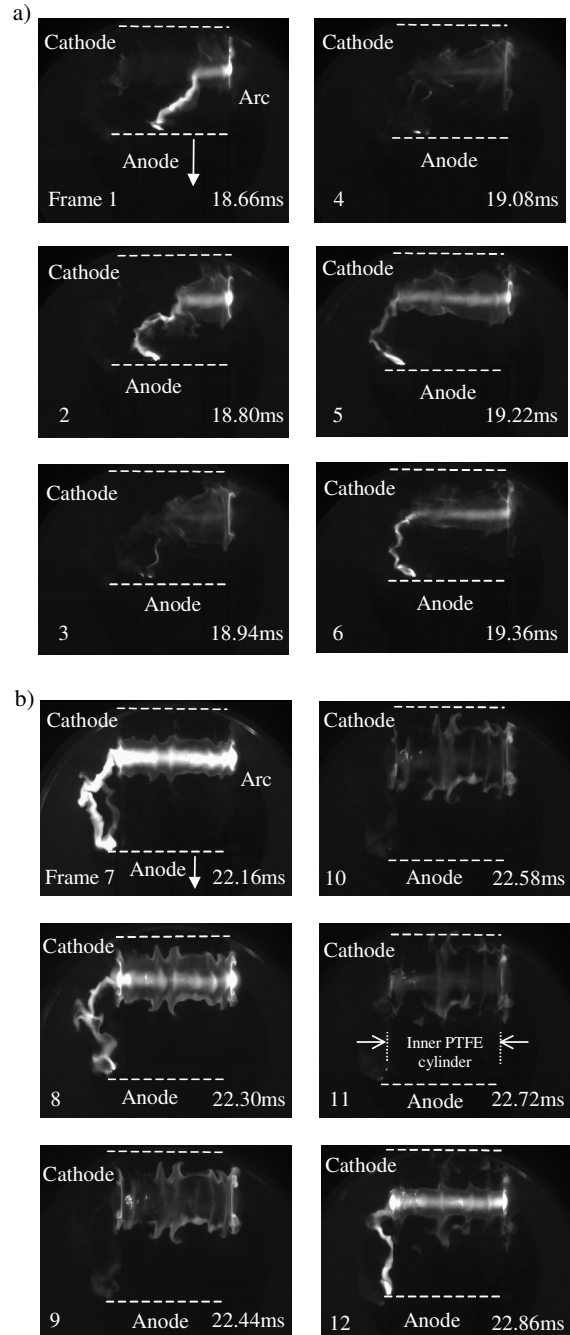 a)
Cathode
Arc
Anode
Frame 1 18.66ms
Cathode
Anode
4 19.08ms
Cathode
Anode
2 18.80ms
Cathode
Anode
5 19.22ms
Cathode
Anode
3 18.94ms
Cathode
Anode
6 19.36ms
b)
Cathode
Arc
Anode
Frame 7 22.16ms
Cathode
Anode
10 22.58ms
Cathode
Anode
8 22.30ms
Cathode
Inner PTFE
cylinder
Anode
11 22.72ms
Cathode
Anode
9 22.44ms
Cathode
Anode
12 22.86ms